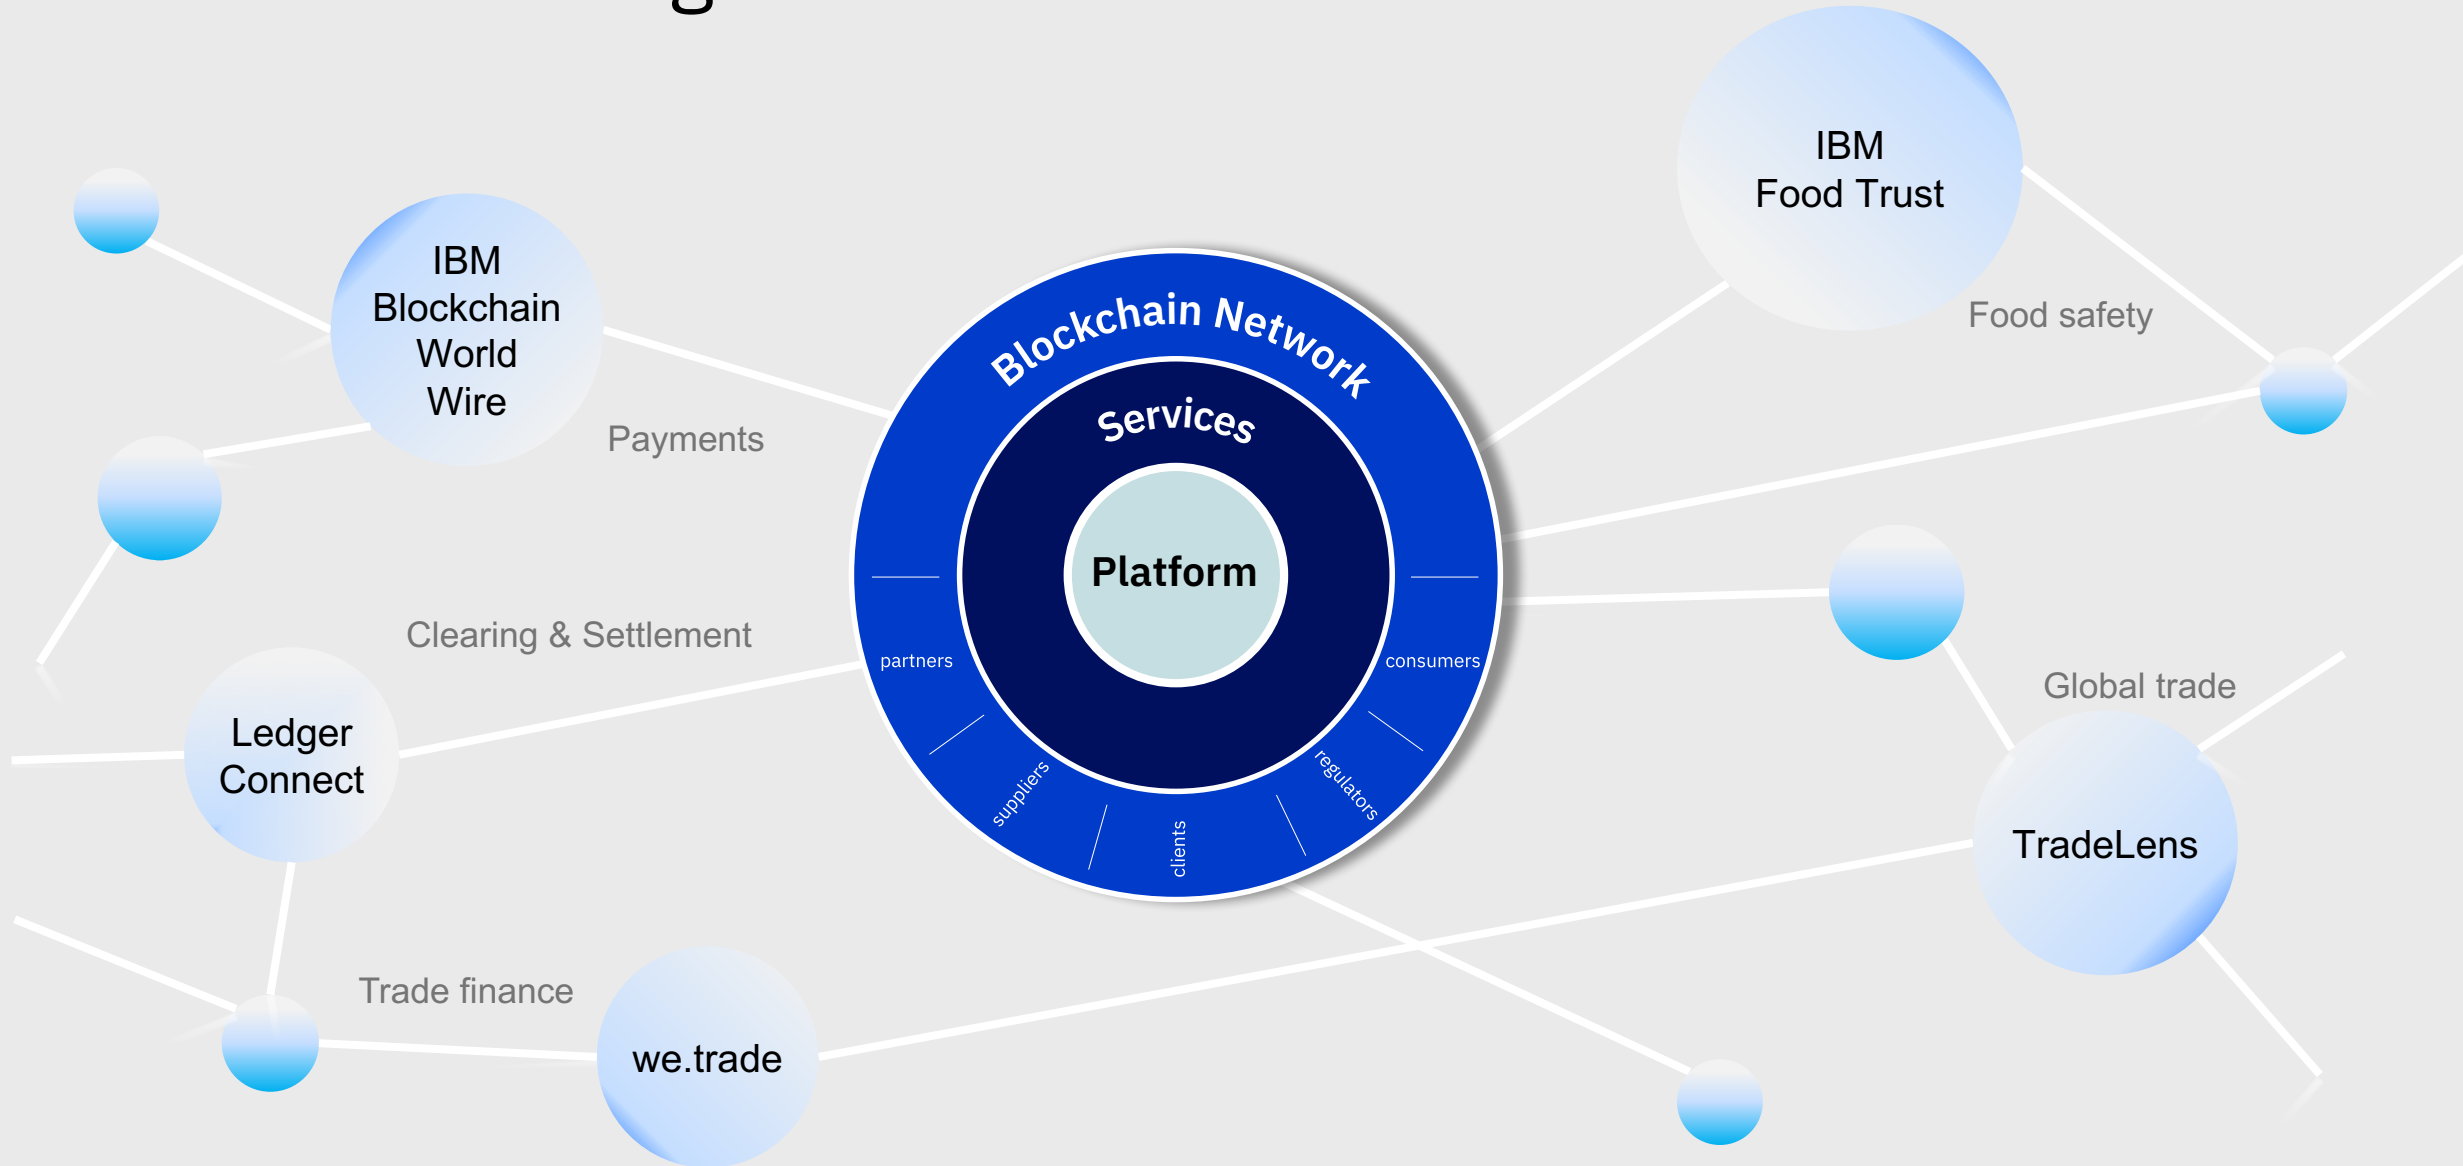 IBM
Food Trust
IBM
Blockchain
World
Wire
Food safety
Payments
Blockchain Network
Services
Platform
Clearing & Settlement
partners
consumers
Global trade
Ledger
Connect
suppliers
regulators
clients
TradeLens
Trade finance
we.trade